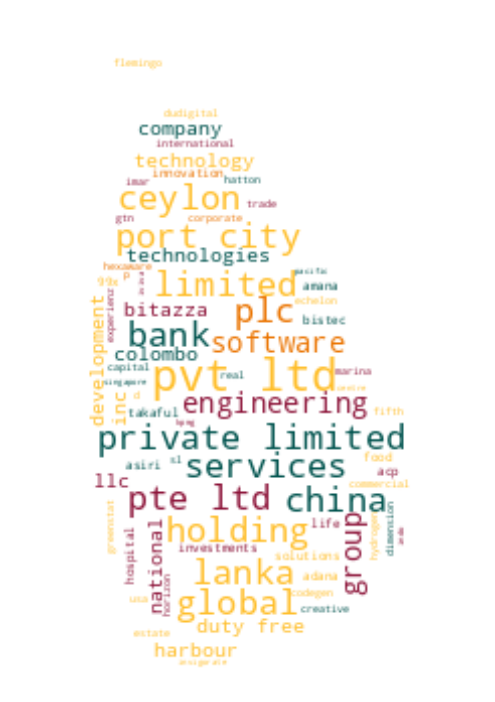 flemingo
dudigital
company
international
technology
innovation
imar hatton
ceylon trade
gtn corporate
port city
technologies
hexaware
p
99x limited amana
echelon
experienz bitazza plc bistec
development
bank software
colombo
capital real marina
singapore pvt ltd
inc d engineering
takaful fifth
kpmg
private limited
asiri sl services food
llc acp
commercial
pte ltd china
greenstat hospital national holding life group hydrogen dimension
investments
solutions
horizon lanka adana
usa global codegen
creative
duty free
estate
harbour